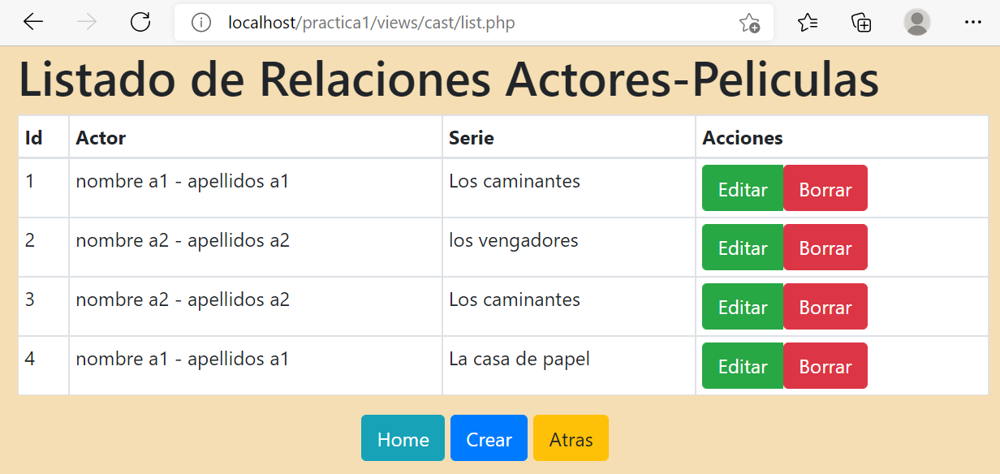 localhost/practica1/views/cast/list.php
Listado de Relaciones Actores-Peliculas
Id Actor Serie Acciones
1 nombre a1 - apellidos a1 Los caminantes Editar Borrar
2 nombre a2 - apellidos a2 los vengadores Editar Borrar
3 nombre a2 - apellidos a2 Los caminantes Editar Borrar
4 nombre a1 - apellidos a1 La casa de papel Editar Borrar
Home Crear Atras